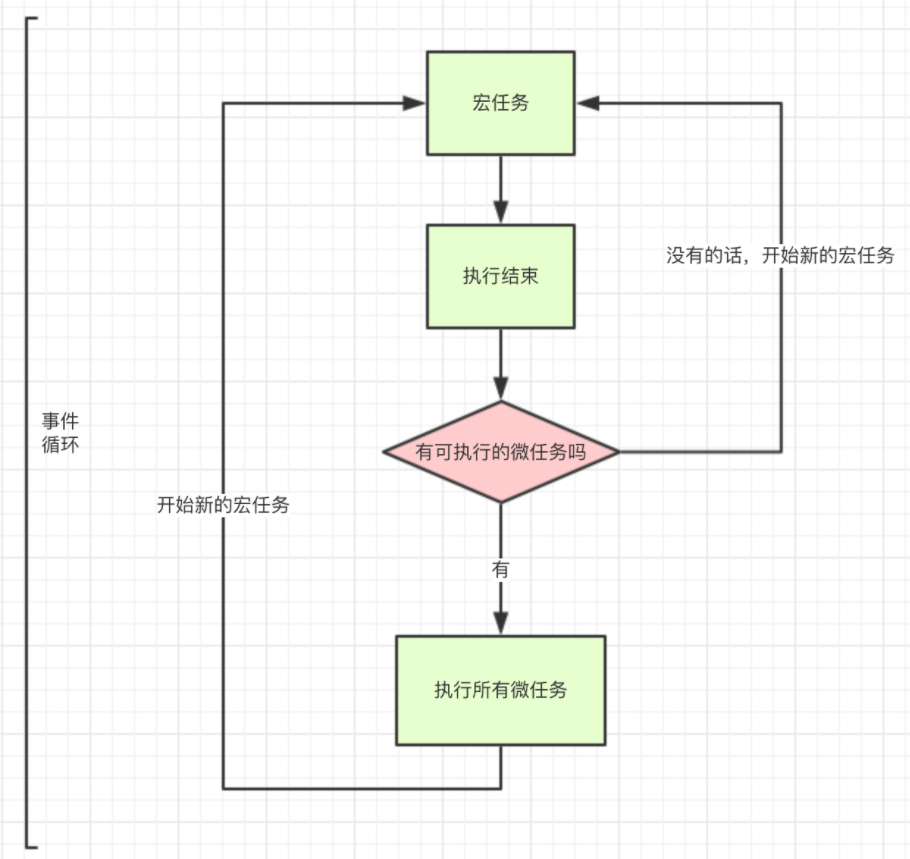 宏任务
执行结束
没有的话，开始新的宏任务
事件
循环
有可执行的微任务吗
开始新的宏任务
有
执行所有微任务